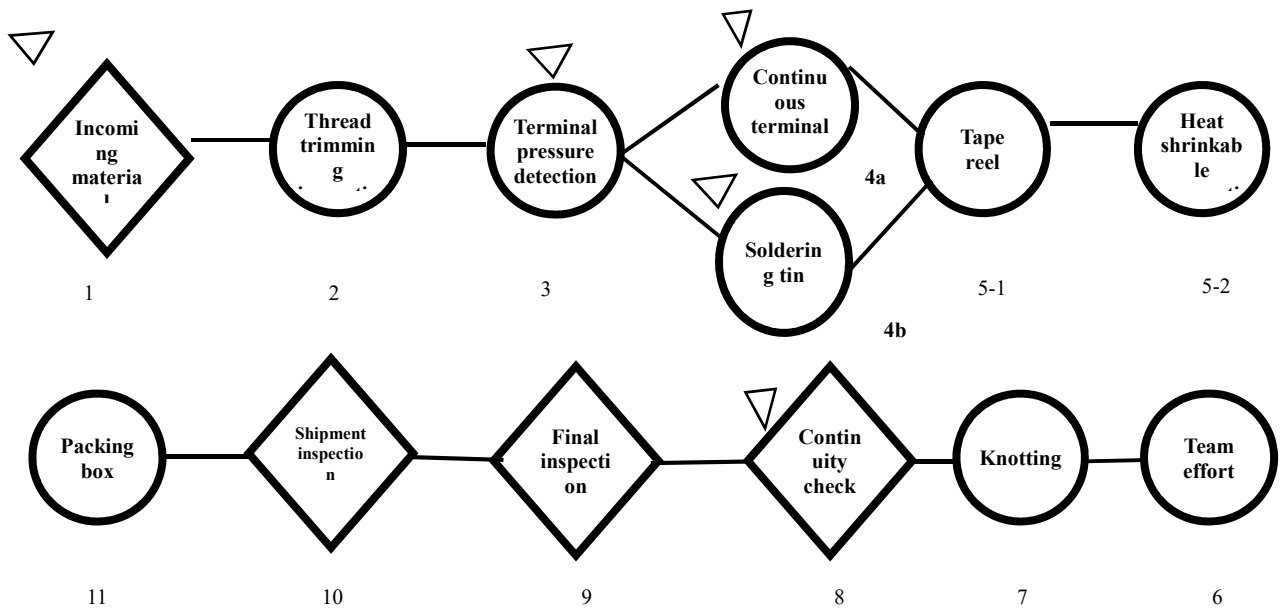 Incomi
ng
materia
l
Thread
trimmin
g
Terminal
pressure
detection
Continu
ous
terminal
4a
Solderin
g tin
4b
Tape
reel
Heat
shrinkab
le
1
2
3
5-1
5-2
Packing
box
Shipment
inspectio
n
Final
inspecti
on
Contin
uity
check
Knotting
Team
effort
11
10
9
8
7
6